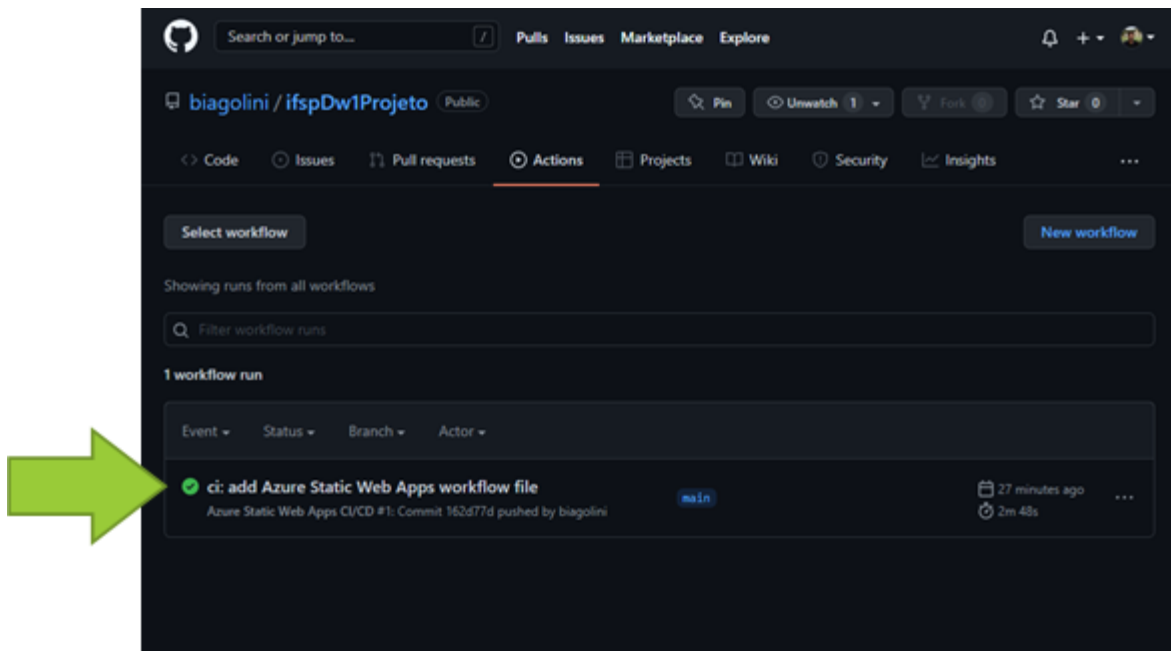 Search or jump to... /
Pulls Issues Marketplace Explore
biagolini / ifspDw1Projeto Public
Pin Unwatch 1 Fork 0 Star 0
Code Issues Pull requests Actions Projects Wiki Security Insights ...
Select workflow New workflow
Showing runs from all workflows
Filter workflow runs
1 workflow run
Event Status Branch Actor
ci: add Azure Static Web Apps workflow file
main
27 minutes ago
...
Azure Static Web Apps CI/CD #1: Commit 162d77d pushed by biagolini
2m 48s